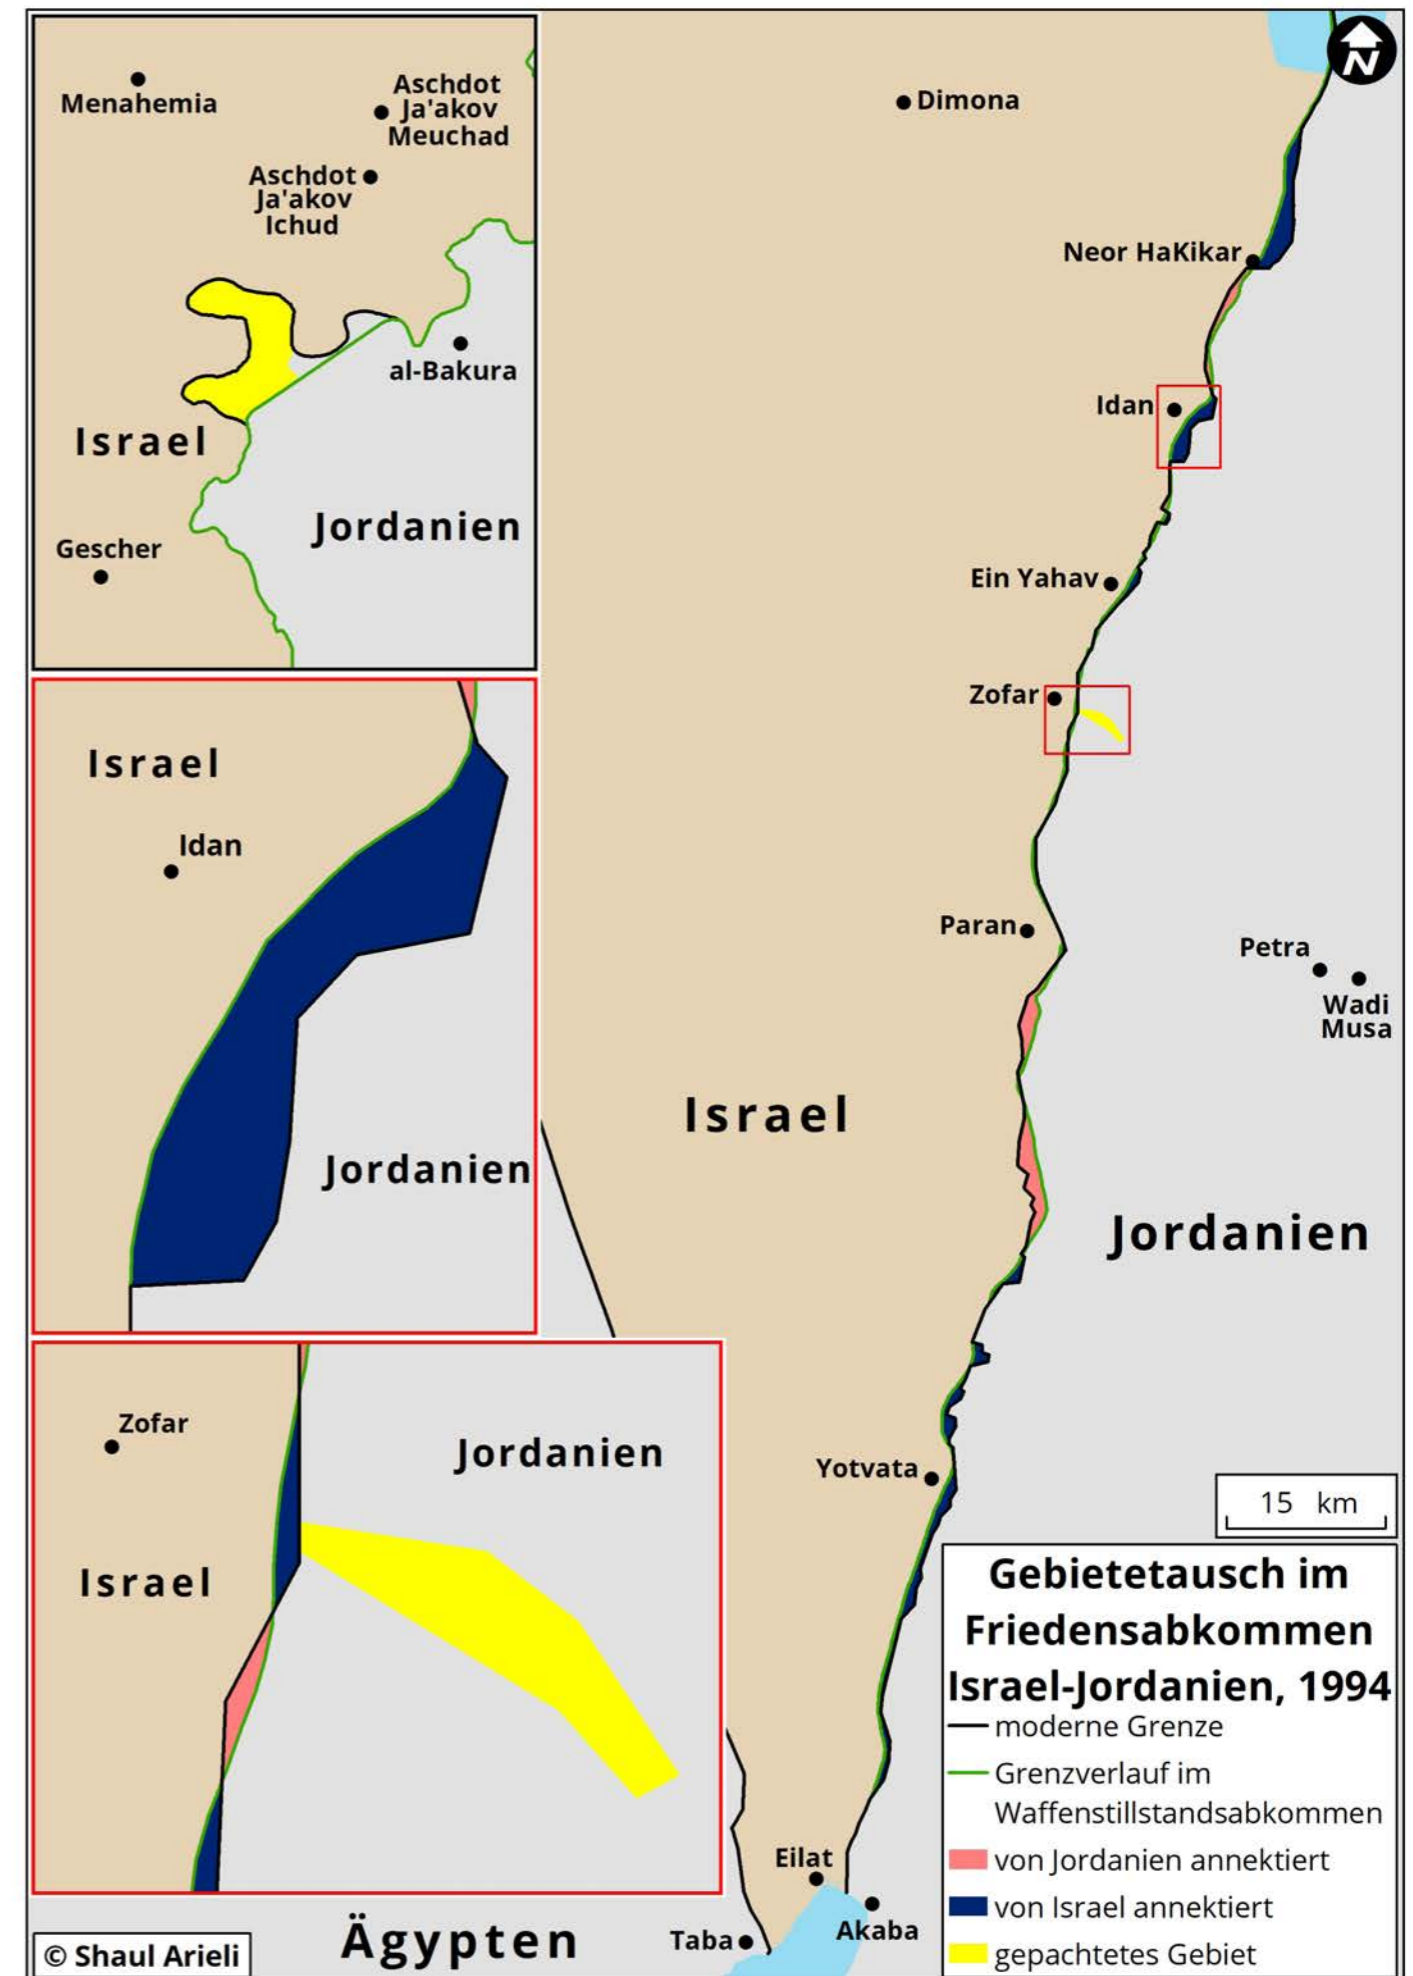 Menahemia
Aschdot
Ja'akov
Meuchad
Aschdot
Ja'akov
Ichud
al-Bakura
Israel
Jordanien
Gescher
Israel
Idan
Jordanien
Zofar
Jordanien
Israel
N
Dimona
Neor HaKikar
Idan
Ein Yahav
Zofar
Paran
Petra
Wadi
Musa
Israel
Jordanien
Yotvata
Eilat
Akaba
Taba
Ägypten
© Shaul Arieli
15 km
Gebietetausch im
Friedensabkommen
Israel-Jordanien, 1994
moderne Grenze
Grenzverlauf im
Waffenstillstandsabkommen
von Jordanien annektiert
von Israel annektiert
gepachtetes Gebiet